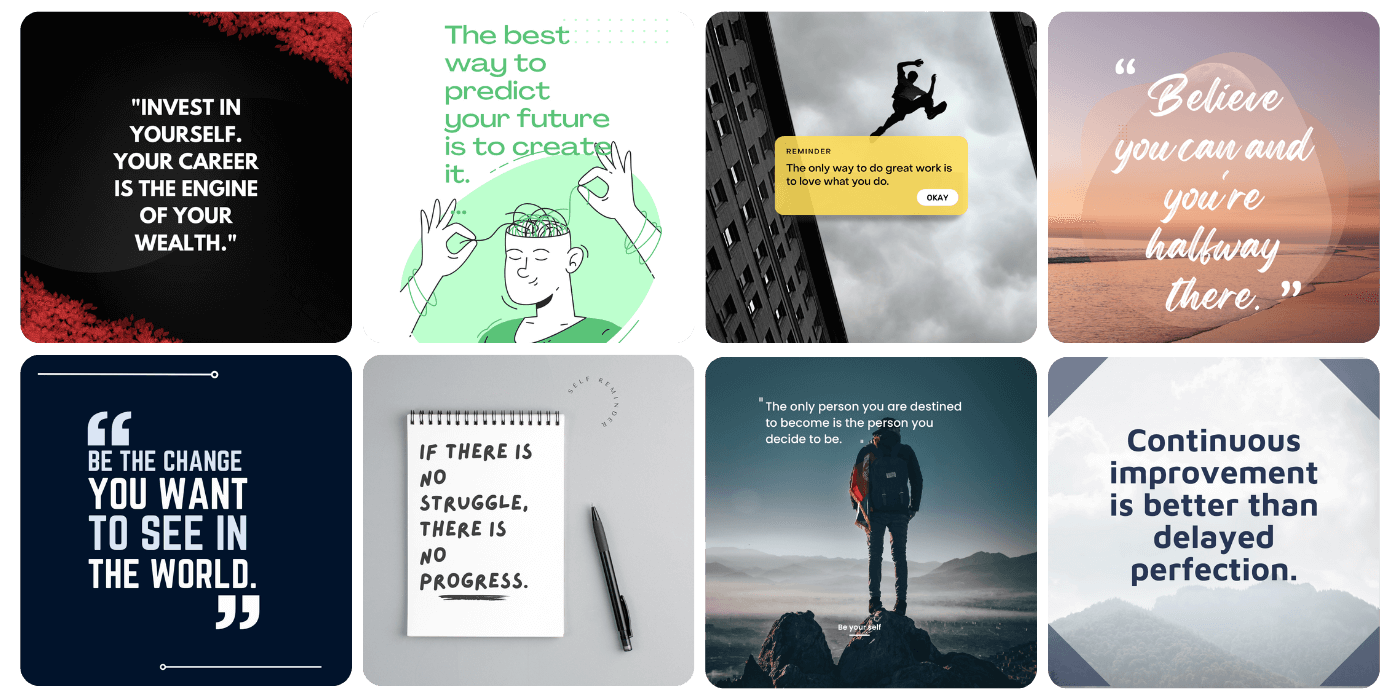 "INVEST IN
YOURSELF.
YOUR CAREER
IS THE ENGINE
OF YOUR
WEALTH."
The best
way to
predict
your future
is to create
it.
REMINDER
The only way to do great work is
to love what you do.
OKAY
“
Believe
you can and
you're
halfway
there. ”
“
BE THE CHANGE
YOU WANT
TO SEE IN
THE WORLD.
”
SELF REMINDER
IF THERE IS
NO
STRUGGLE,
THERE IS
NO
PROGRESS.
"The only person you are destined
to become is the person you
decide to be. "
Be your self
Continuous
improvement
is better than
delayed
perfection.